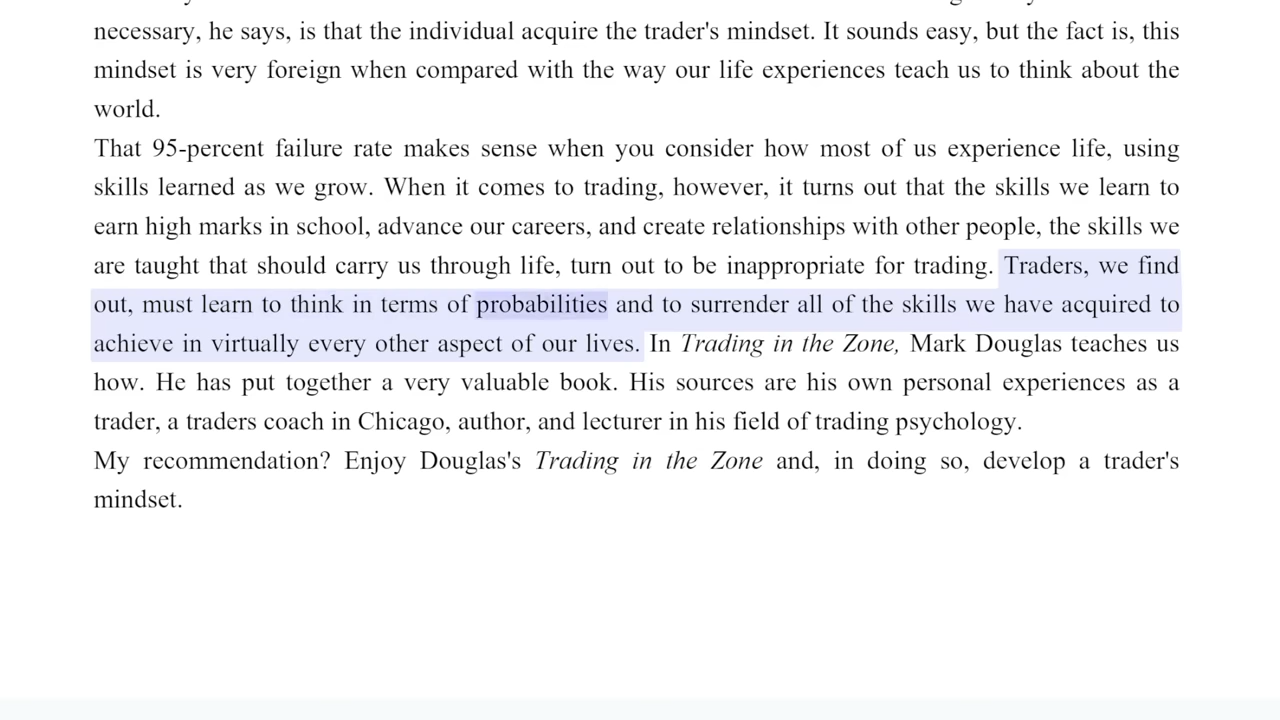 necessary, he says, is that the individual acquire the trader's mindset. It sounds easy, but the fact is, this
mindset is very foreign when compared with the way our life experiences teach us to think about the
world.
That 95-percent failure rate makes sense when you consider how most of us experience life, using
skills learned as we grow. When it comes to trading, however, it turns out that the skills we learn to
earn high marks in school, advance our careers, and create relationships with other people, the skills we
are taught that should carry us through life, turn out to be inappropriate for trading. Traders, we find
out, must learn to think in terms of probabilities and to surrender all of the skills we have acquired to
achieve in virtually every other aspect of our lives. In Trading in the Zone, Mark Douglas teaches us
how. He has put together a very valuable book. His sources are his own personal experiences as a
trader, a traders coach in Chicago, author, and lecturer in his field of trading psychology.
My recommendation? Enjoy Douglas's Trading in the Zone and, in doing so, develop a trader's
mindset.